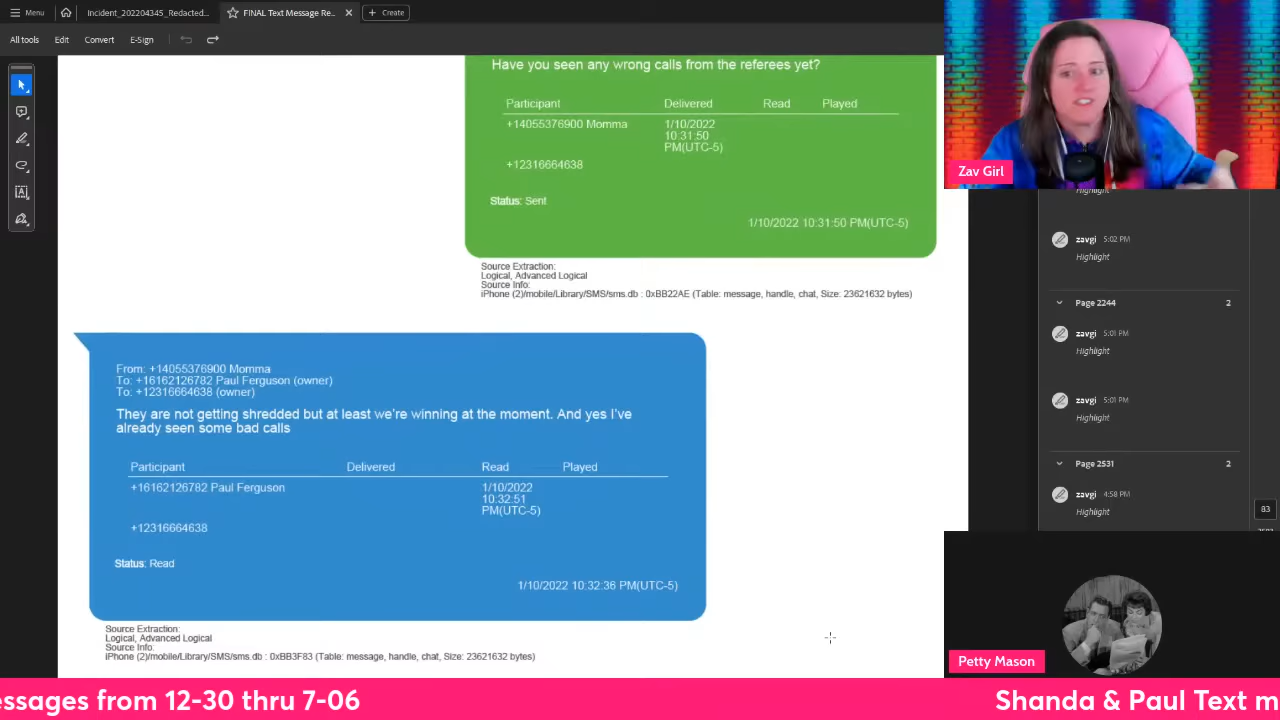 Menu
Incident_202204345_Redacted...
FINAL Text Message Re...
Create
All tools
Edit
Convert
E-Sign
Have you seen any wrong calls from the referees yet?
Participant Delivered Read Played
+14055376900 Momma 1/10/2022
10:31:50
PM(UTC-5)
+12316664638
Status: Sent
1/10/2022 10:31:50 PM(UTC-5)
Source Extraction:
Logical, Advanced Logical
Source Info:
iPhone (2)/mobile/Library/SMS/sms.db : 0xBB22AE (Table: message, handle, chat, Size: 23621632 bytes)
From: +14055376900 Momma
To: +16162126782 Paul Ferguson (owner)
To: +12316664638 (owner)
They are not getting shredded but at least we're winning at the moment. And yes I've
already seen some bad calls
Participant Delivered Read Played
+16162126782 Paul Ferguson 1/10/2022
10:32:51
PM(UTC-5)
+12316664638
Status: Read
1/10/2022 10:32:36 PM(UTC-5)
Source Extraction:
Logical, Advanced Logical
Source Info:
iPhone (2)/mobile/Library/SMS/sms.db : 0xBB3F83 (Table: message, handle, chat, Size: 23621632 bytes)
Zav Girl
Highlight
zavgi 5:02 PM
Highlight
Page 2244 2
zavgi 5:01 PM
Highlight
zavgi 5:01 PM
Highlight
Page 2531 2
zavgi 4:58 PM
Highlight
83
Petty Mason
essages from 12-30 thru 7-06
Shanda & Paul Text m